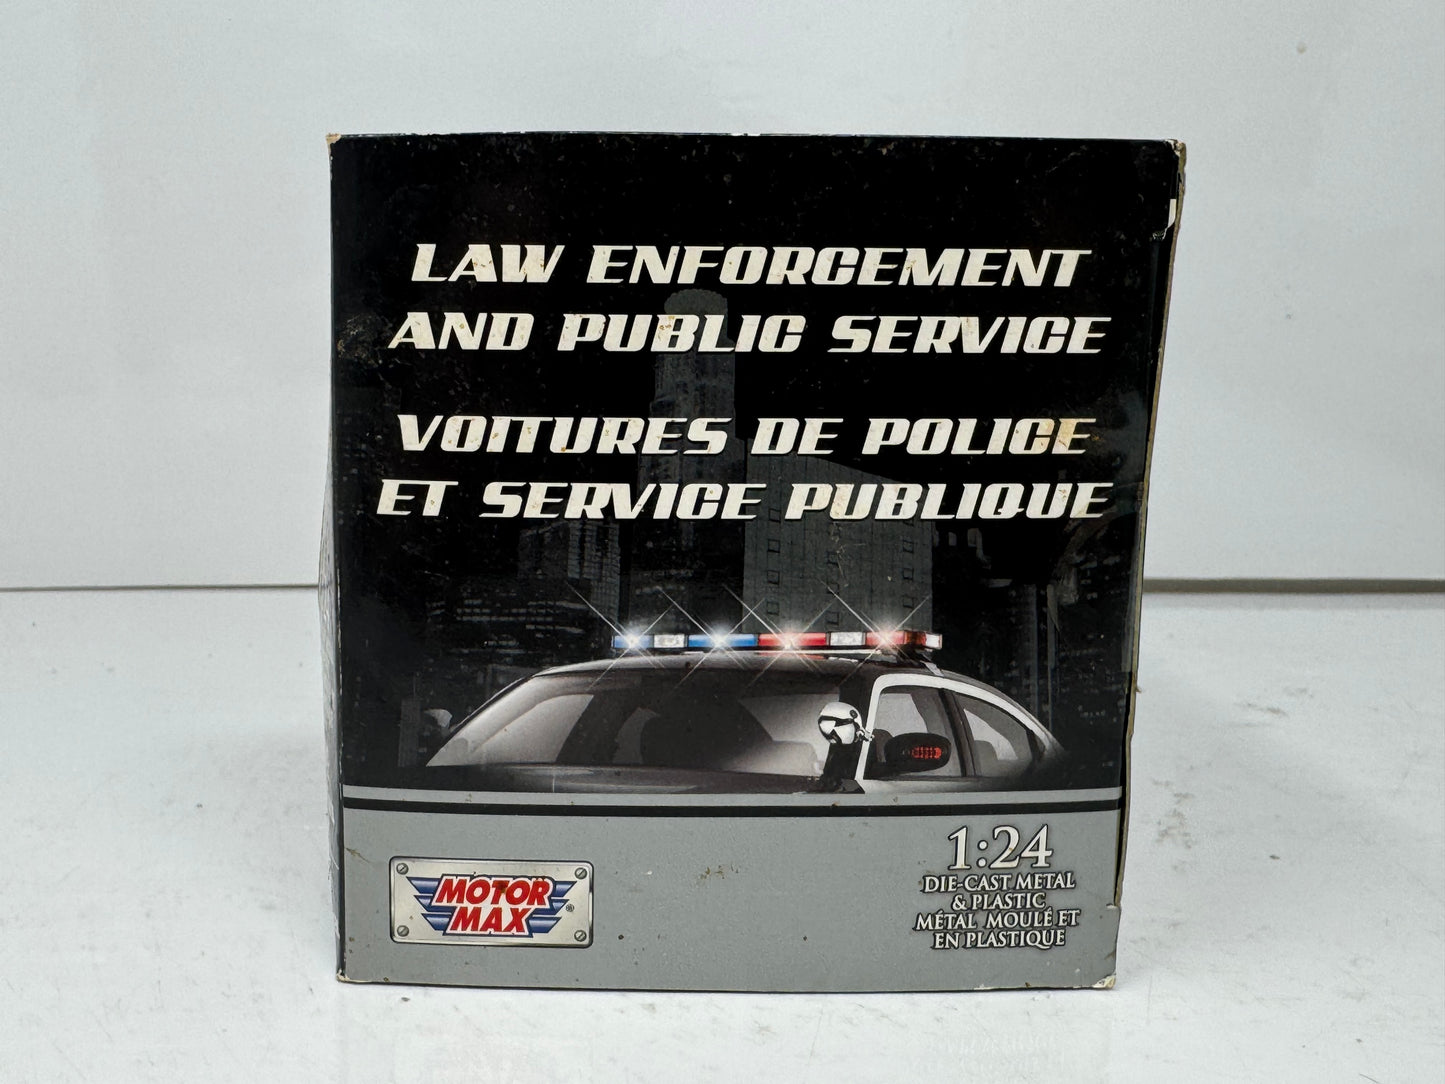 LAW ENFORCEMENT
AND PUBLIC SERVICE
VOITURES DE POLICE
ET SERVICE PUBLIQUE
MOTOR
MAX®
1:24
DIE-CAST METAL
& PLASTIC
MÉTAL MOULÉ ET
EN PLASTIQUE